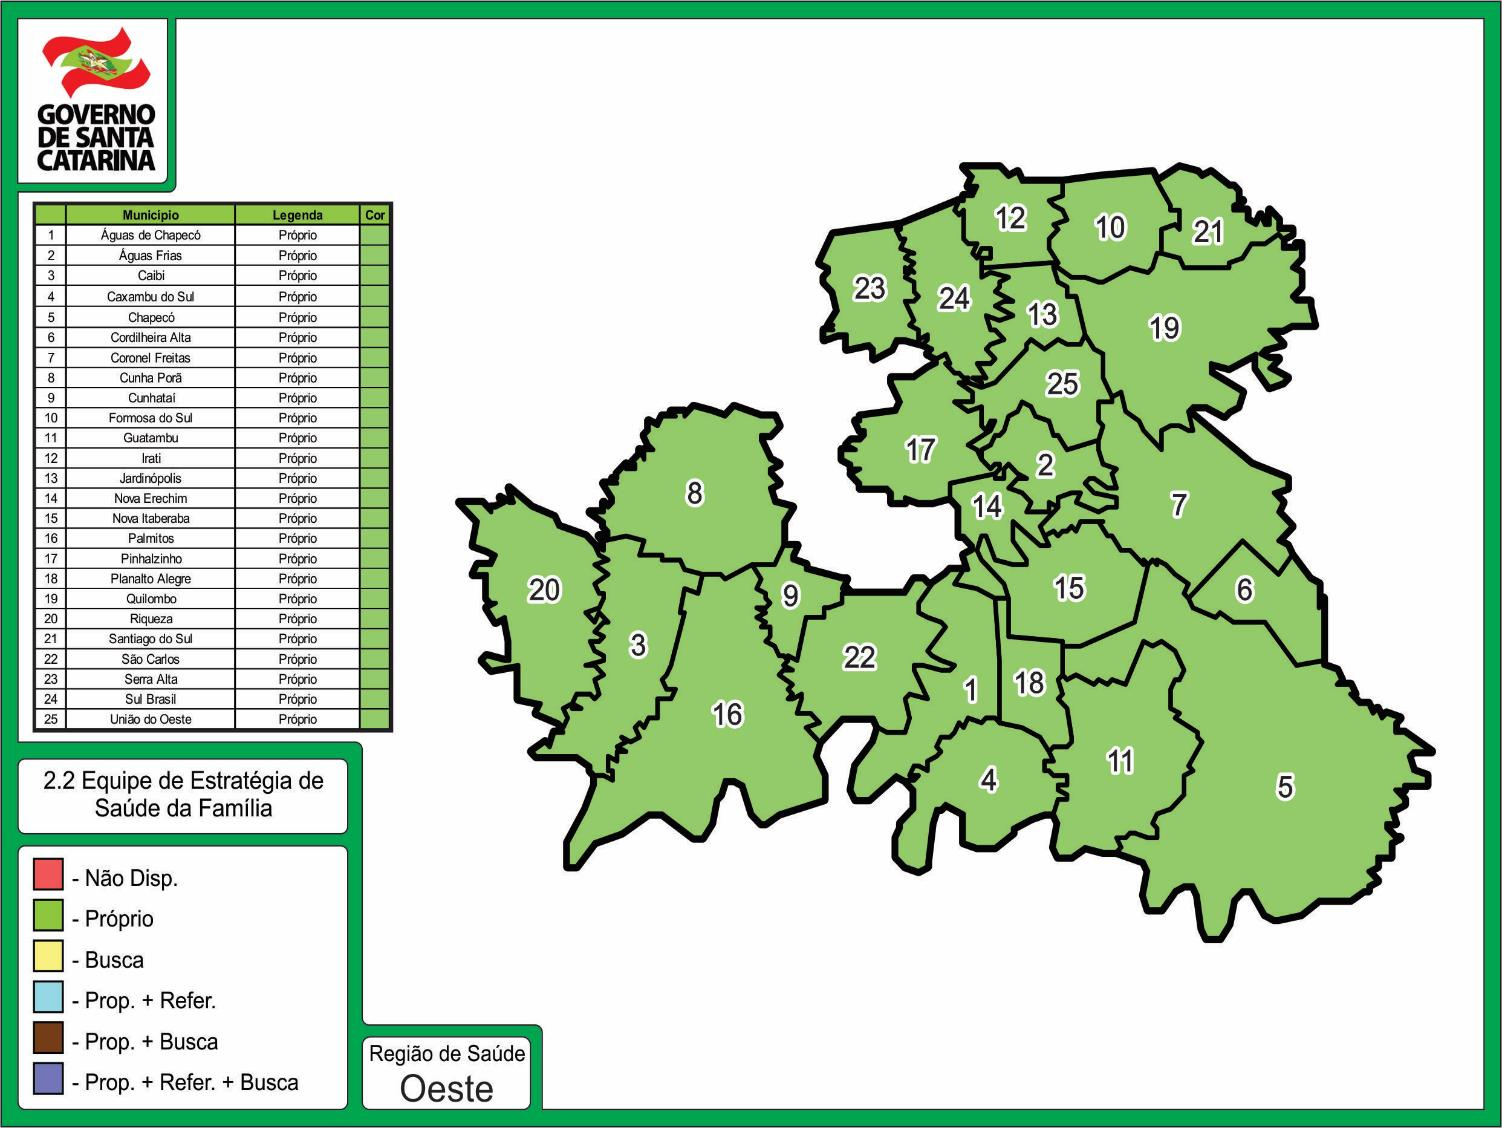 GOVERNO
DE SANTA
CATARINA
Município Legenda Cor
1 Águas de Chapecó Próprio
2 Águas Frias Próprio
3 Caibi Próprio
4 Caxambu do Sul Próprio
5 Chapecó Próprio
6 Cordilheira Alta Próprio
7 Coronel Freitas Próprio
8 Cunha Porã Próprio
9 Cunhataí Próprio
10 Formosa do Sul Próprio
11 Guatambu Próprio
12 Irati Próprio
13 Jardinópolis Próprio
14 Nova Erechim Próprio
15 Nova Itaberaba Próprio
16 Palmitos Próprio
17 Pinhalzinho Próprio
18 Planalto Alegre Próprio
19 Quilombo Próprio
20 Riqueza Próprio
21 Santiago do Sul Próprio
22 São Carlos Próprio
23 Serra Alta Próprio
24 Sul Brasil Próprio
25 União do Oeste Próprio
2.2 Equipe de Estratégia de
Saúde da Família
- Não Disp.
- Próprio
- Busca
- Prop. + Refer.
- Prop. + Busca
- Prop. + Refer. + Busca
Região de Saúde
Oeste
12
10
21
23
24
13
19
25
17
2
8
14
7
20
9
15
6
3
22
1
18
16
4
11
5